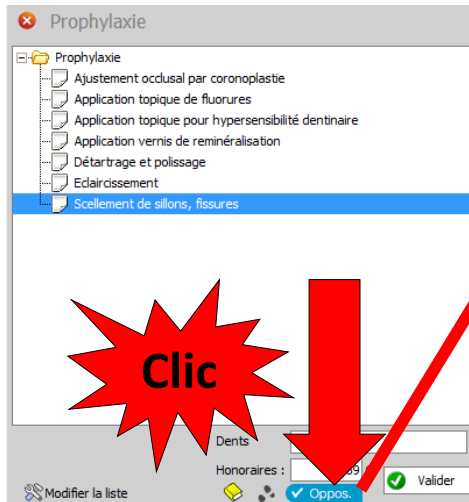 Prophylaxie
Prophylaxie
Ajustement occlusal par coronoplastie
Application topique de fluorures
Application topique pour hypersensibilité dentinaire
Application vernis de reminéralisation
Détartrage et polissage
Eclaircissement
Scellement de sillons, fissures
Clic
Dents
Honoraires :
Valider
Modifier la liste
Oppos.